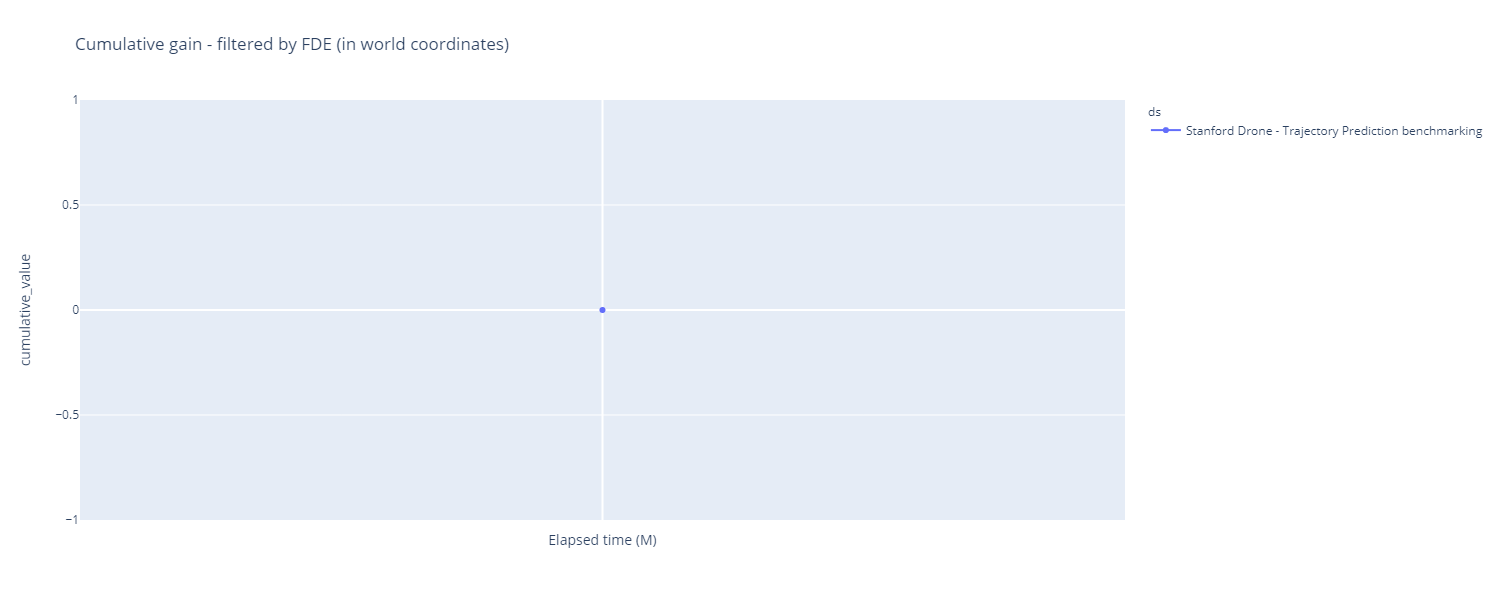 Cumulative gain - filtered by FDE (in world coordinates)
ds
Stanford Drone - Trajectory Prediction benchmarking
1
0.5
0
−0.5
−1
cumulative_value
Elapsed time (M)